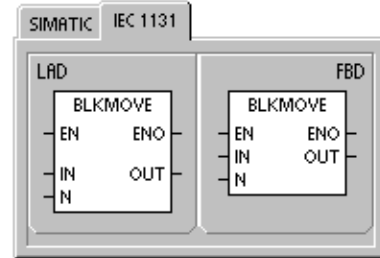 SIMATIC IEC 1131
LAD FBD
BLKMOVE BLKMOVE
EN ENO EN ENO
IN OUT IN OUT
N N